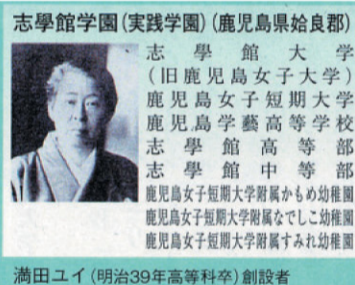 志學館学園(実践学園)(鹿児島県姶良郡)
志學館大学
(旧鹿児島女子大学)
鹿児島女子短期大学
鹿児島学藝高等学校
志學館高等部
志學館中等部
鹿児島女子短期大学附属かもめ幼稚園
鹿児島女子短期大学附属なでしこ幼稚園
鹿児島女子短期大学附属すみれ幼稚園
満田ユイ(明治39年高等科卒)創設者